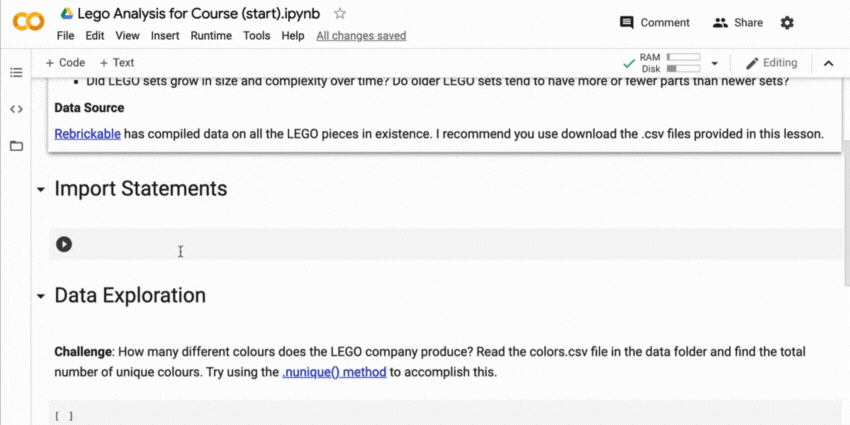 Lego Analysis for Course (start).ipynb
Comment
Share
File Edit View Insert Runtime Tools Help All changes saved
+ Code + Text
RAM
Disk
Editing
Did LEGO sets grow in size and complexity over time? Do older LEGO sets tend to have more or fewer parts than newer sets?
Data Source
Rebrickable has compiled data on all the LEGO pieces in existence. I recommend you use download the .csv files provided in this lesson.
Import Statements
Data Exploration
Challenge: How many different colours does the LEGO company produce? Read the colors.csv file in the data folder and find the total
number of unique colours. Try using the .nunique() method to accomplish this.
[ ]